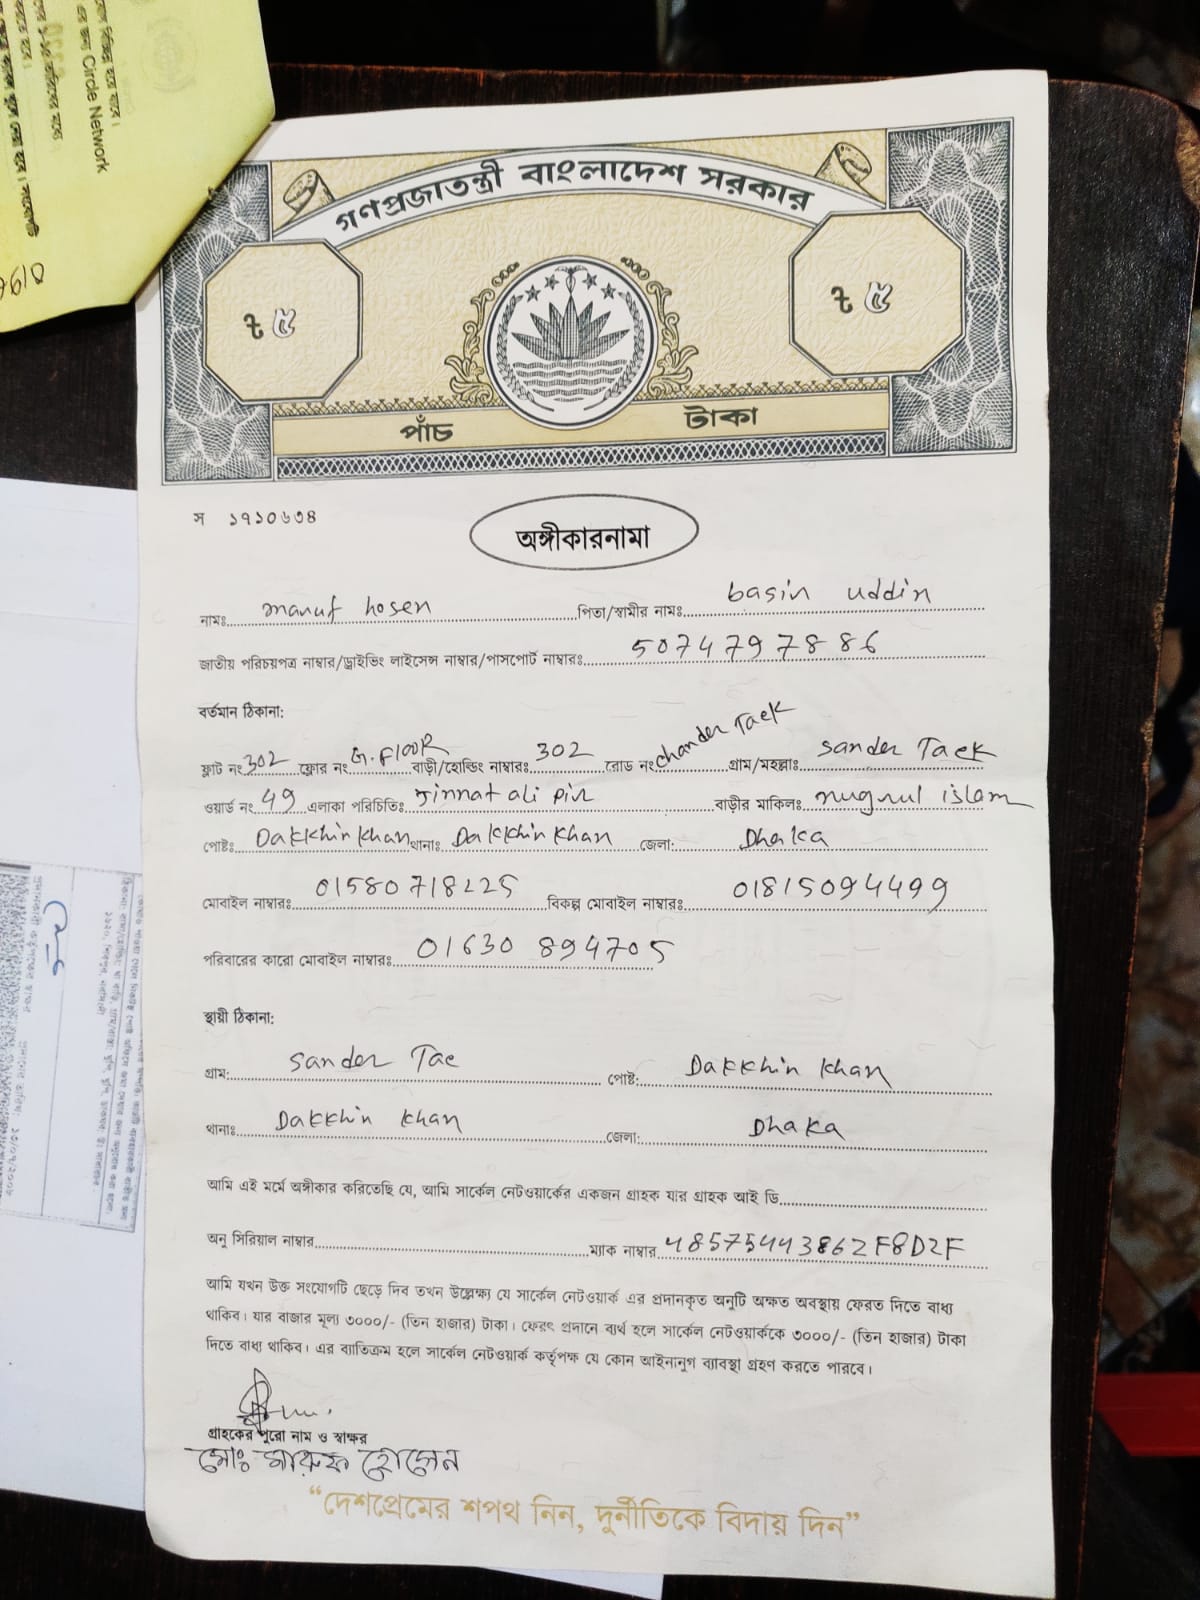 গণপ্রজাতন্ত্রী বাংলাদেশ সরকার
৳ ৫
৳ ৫
পাঁচ টাকা
স ১৭১০৬৩৪
অঙ্গীকারনামা
নামঃ maruf hosen পিতা/স্বামীর নামঃ basin uddin
জাতীয় পরিচয়পত্র নাম্বার/ড্রাইভিং লাইসেন্স নাম্বার/পাসপোর্ট নাম্বারঃ 5074797886
বর্তমান ঠিকানা:
ফ্লাট নং 302 ফ্লোর নং G. FlooR বাড়ী/হোল্ডিং নাম্বারঃ 302 রোড নং chander Taek গ্রাম/মহল্লাঃ sander Taek
ওয়ার্ড নং 49 এলাকা পরিচিতিঃ Jinnat ali pir বাড়ীর মাকিলঃ nugrul islam
পোষ্টঃ Dakkhin khan থানাঃ Dakkhin khan জেলা: Dhaka
মোবাইল নাম্বারঃ 01580718225 বিকল্প মোবাইল নাম্বারঃ 01815094499
পরিবারের কারো মোবাইল নাম্বারঃ 01630 894705
স্থায়ী ঠিকানা:
গ্রাম: sander Tae পোষ্ট: Dakkhin khan
থানাঃ Dakkhin khan জেলা: Dhaka
আমি এই মর্মে অঙ্গীকার করিতেছি যে, আমি সার্কেল নেটওয়ার্কের একজন গ্রাহক যার গ্রাহক আই ডি
অনু সিরিয়াল নাম্বার ম্যাক নাম্বার 48575443862F8D2F
আমি যখন উক্ত সংযোগটি ছেড়ে দিব তখন উল্লেক্ষ্য যে সার্কেল নেটওয়ার্ক এর প্রদানকৃত অনুটি অক্ষত অবস্থায় ফেরত দিতে বাধ্য
থাকিব। যার বাজার মূল্য ৩০০০/- (তিন হাজার) টাকা। ফেরৎ প্রদানে ব্যর্থ হলে সার্কেল নেটওয়ার্ককে ৩০০০/- (তিন হাজার) টাকা
দিতে বাধ্য থাকিব। এর ব্যতিক্রম হলে সার্কেল নেটওয়ার্ক কর্তৃপক্ষ যে কোন আইনানুগ ব্যাবস্থা গ্রহণ করতে পারবে।
গ্রাহকের পুরো নাম ও স্বাক্ষর
মোঃ মারুফ হোসেন
“দেশপ্রেমের শপথ নিন, দুর্নীতিকে বিদায় দিন”
Circle Network